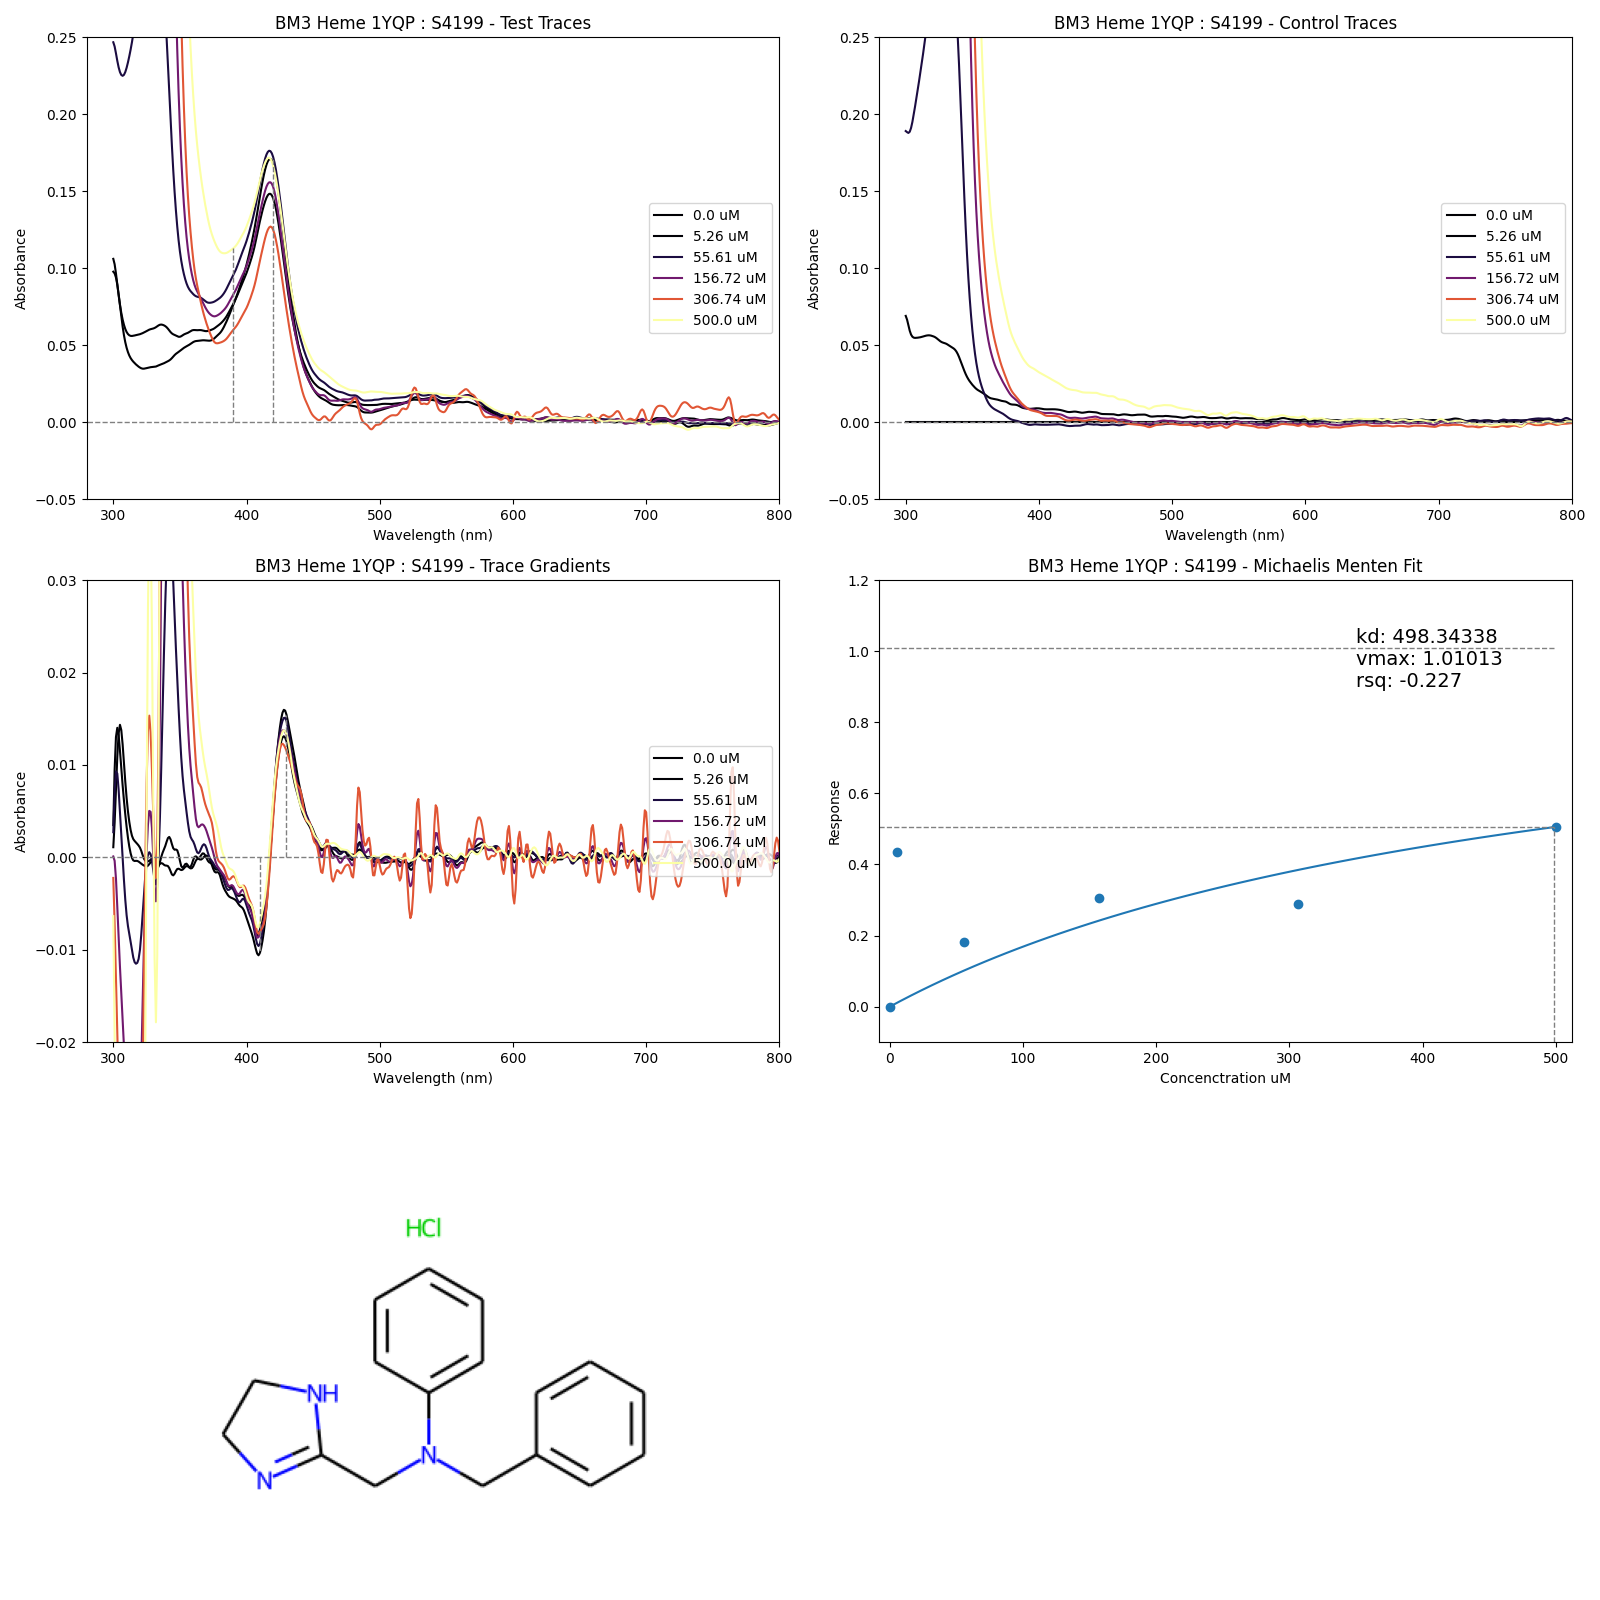 BM3 Heme 1YQP : S4199 - Test Traces
0.25
0.20
0.15
0.10
0.05
0.00
−0.05
Absorbance
300 400 500 600 700 800
Wavelength (nm)
0.0 uM
5.26 uM
55.61 uM
156.72 uM
306.74 uM
500.0 uM
BM3 Heme 1YQP : S4199 - Control Traces
0.25
0.20
0.15
0.10
0.05
0.00
−0.05
Absorbance
300 400 500 600 700 800
Wavelength (nm)
0.0 uM
5.26 uM
55.61 uM
156.72 uM
306.74 uM
500.0 uM
BM3 Heme 1YQP : S4199 - Trace Gradients
0.03
0.02
0.01
0.00
−0.01
−0.02
Absorbance
300 400 500 600 700 800
Wavelength (nm)
0.0 uM
5.26 uM
55.61 uM
156.72 uM
306.74 uM
500.0 uM
BM3 Heme 1YQP : S4199 - Michaelis Menten Fit
1.2
1.0
0.8
0.6
0.4
0.2
0.0
Response
0 100 200 300 400 500
Concenctration uM
kd: 498.34338
vmax: 1.01013
rsq: -0.227
HCl
NH
N
N